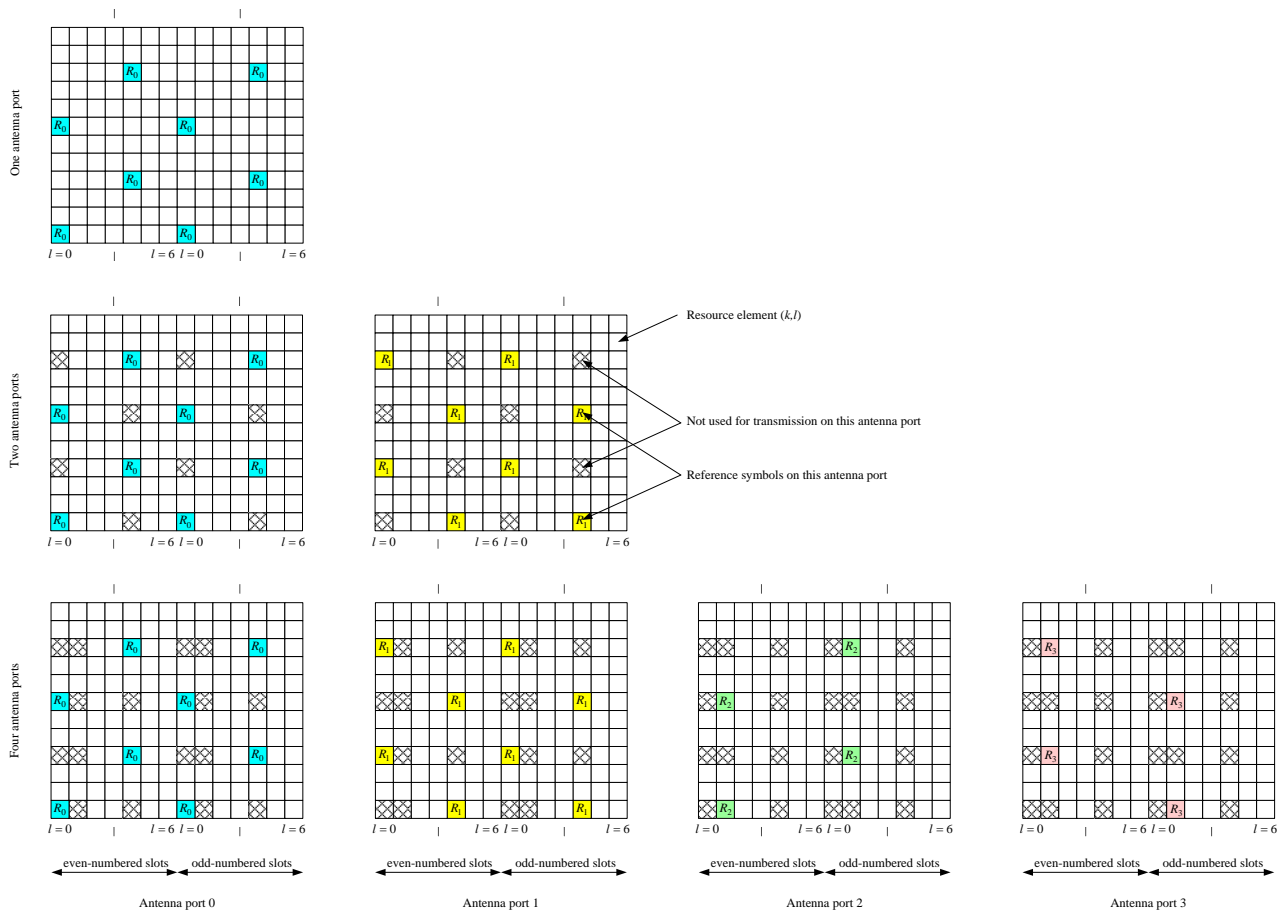 One antenna port
R0 R0
R0 R0
R0 R0
R0 R0
l = 0 l = 6 l = 0 l = 6
Two antenna ports
R0 R0
R0 R0
R0 R0
R0 R0
l = 0 l = 6 l = 0 l = 6
R1 R1
R1 R1
R1 R1
R1 R1
l = 0 l = 6 l = 0 l = 6
Resource element (k,l)
Not used for transmission on this antenna port
Reference symbols on this antenna port
Four antenna ports
R0 R0
R0 R0
R0 R0
R0 R0
l = 0 l = 6 l = 0 l = 6
even-numbered slots odd-numbered slots
Antenna port 0
R1 R1
R1 R1
R1 R1
R1 R1
l = 0 l = 6 l = 0 l = 6
even-numbered slots odd-numbered slots
Antenna port 1
R2
R2
R2
R2
l = 0 l = 6 l = 0 l = 6
even-numbered slots odd-numbered slots
Antenna port 2
R3
R3
R3
R3
l = 0 l = 6 l = 0 l = 6
even-numbered slots odd-numbered slots
Antenna port 3